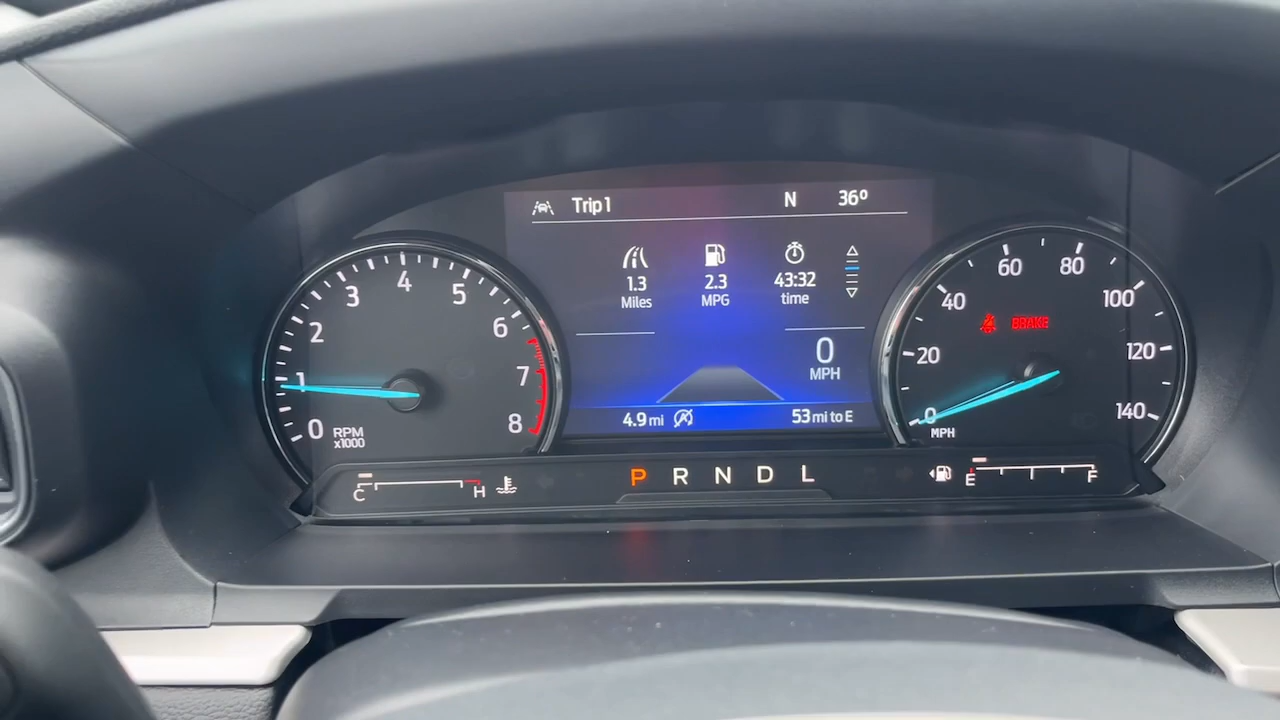 Trip 1 N 36°
1.3 2.3 43:32
Miles MPG time
0
MPH
4.9 mi 53 mi to E
0 1 2 3 4 5 6 7 8
RPM
x1000
0 20 40 60 80 100 120 140
MPH
BRAKE
C H
P R N D L
E F